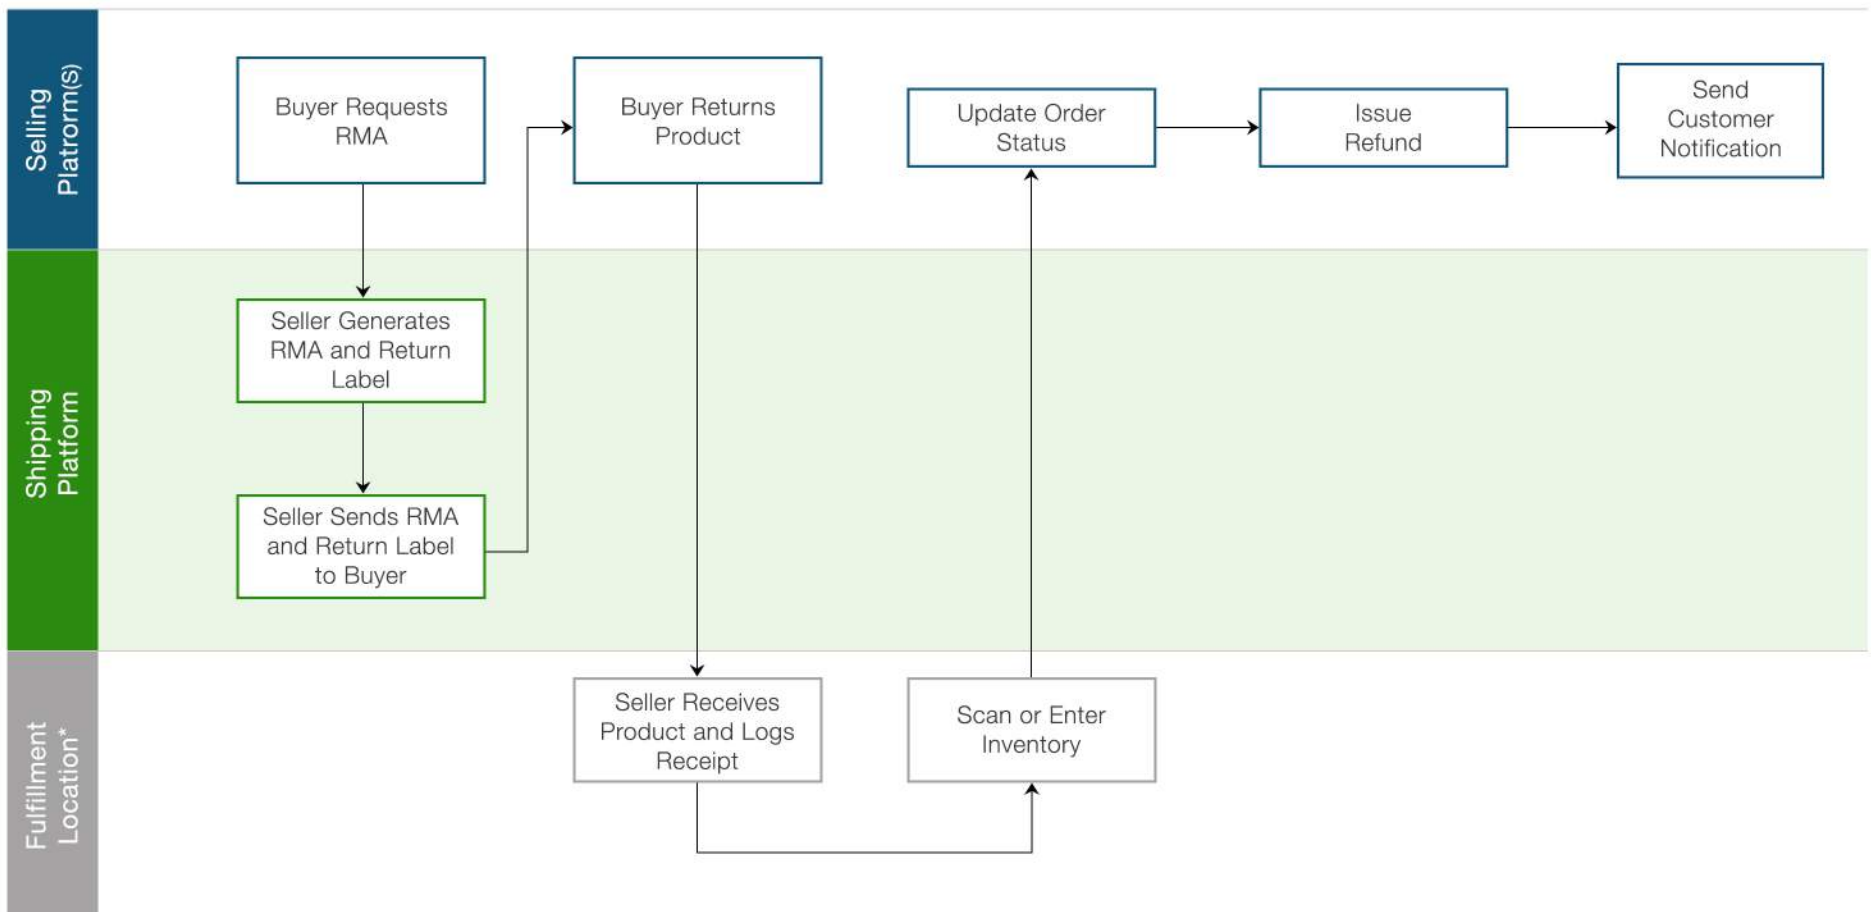 Selling
Platrorm(S)
Buyer Requests
RMA
Buyer Returns
Product
Update Order
Status
Issue
Refund
Send
Customer
Notification
Shipping
Platform
Seller Generates
RMA and Return
Label
Seller Sends RMA
and Return Label
to Buyer
Fulfillment
Location*
Seller Receives
Product and Logs
Receipt
Scan or Enter
Inventory